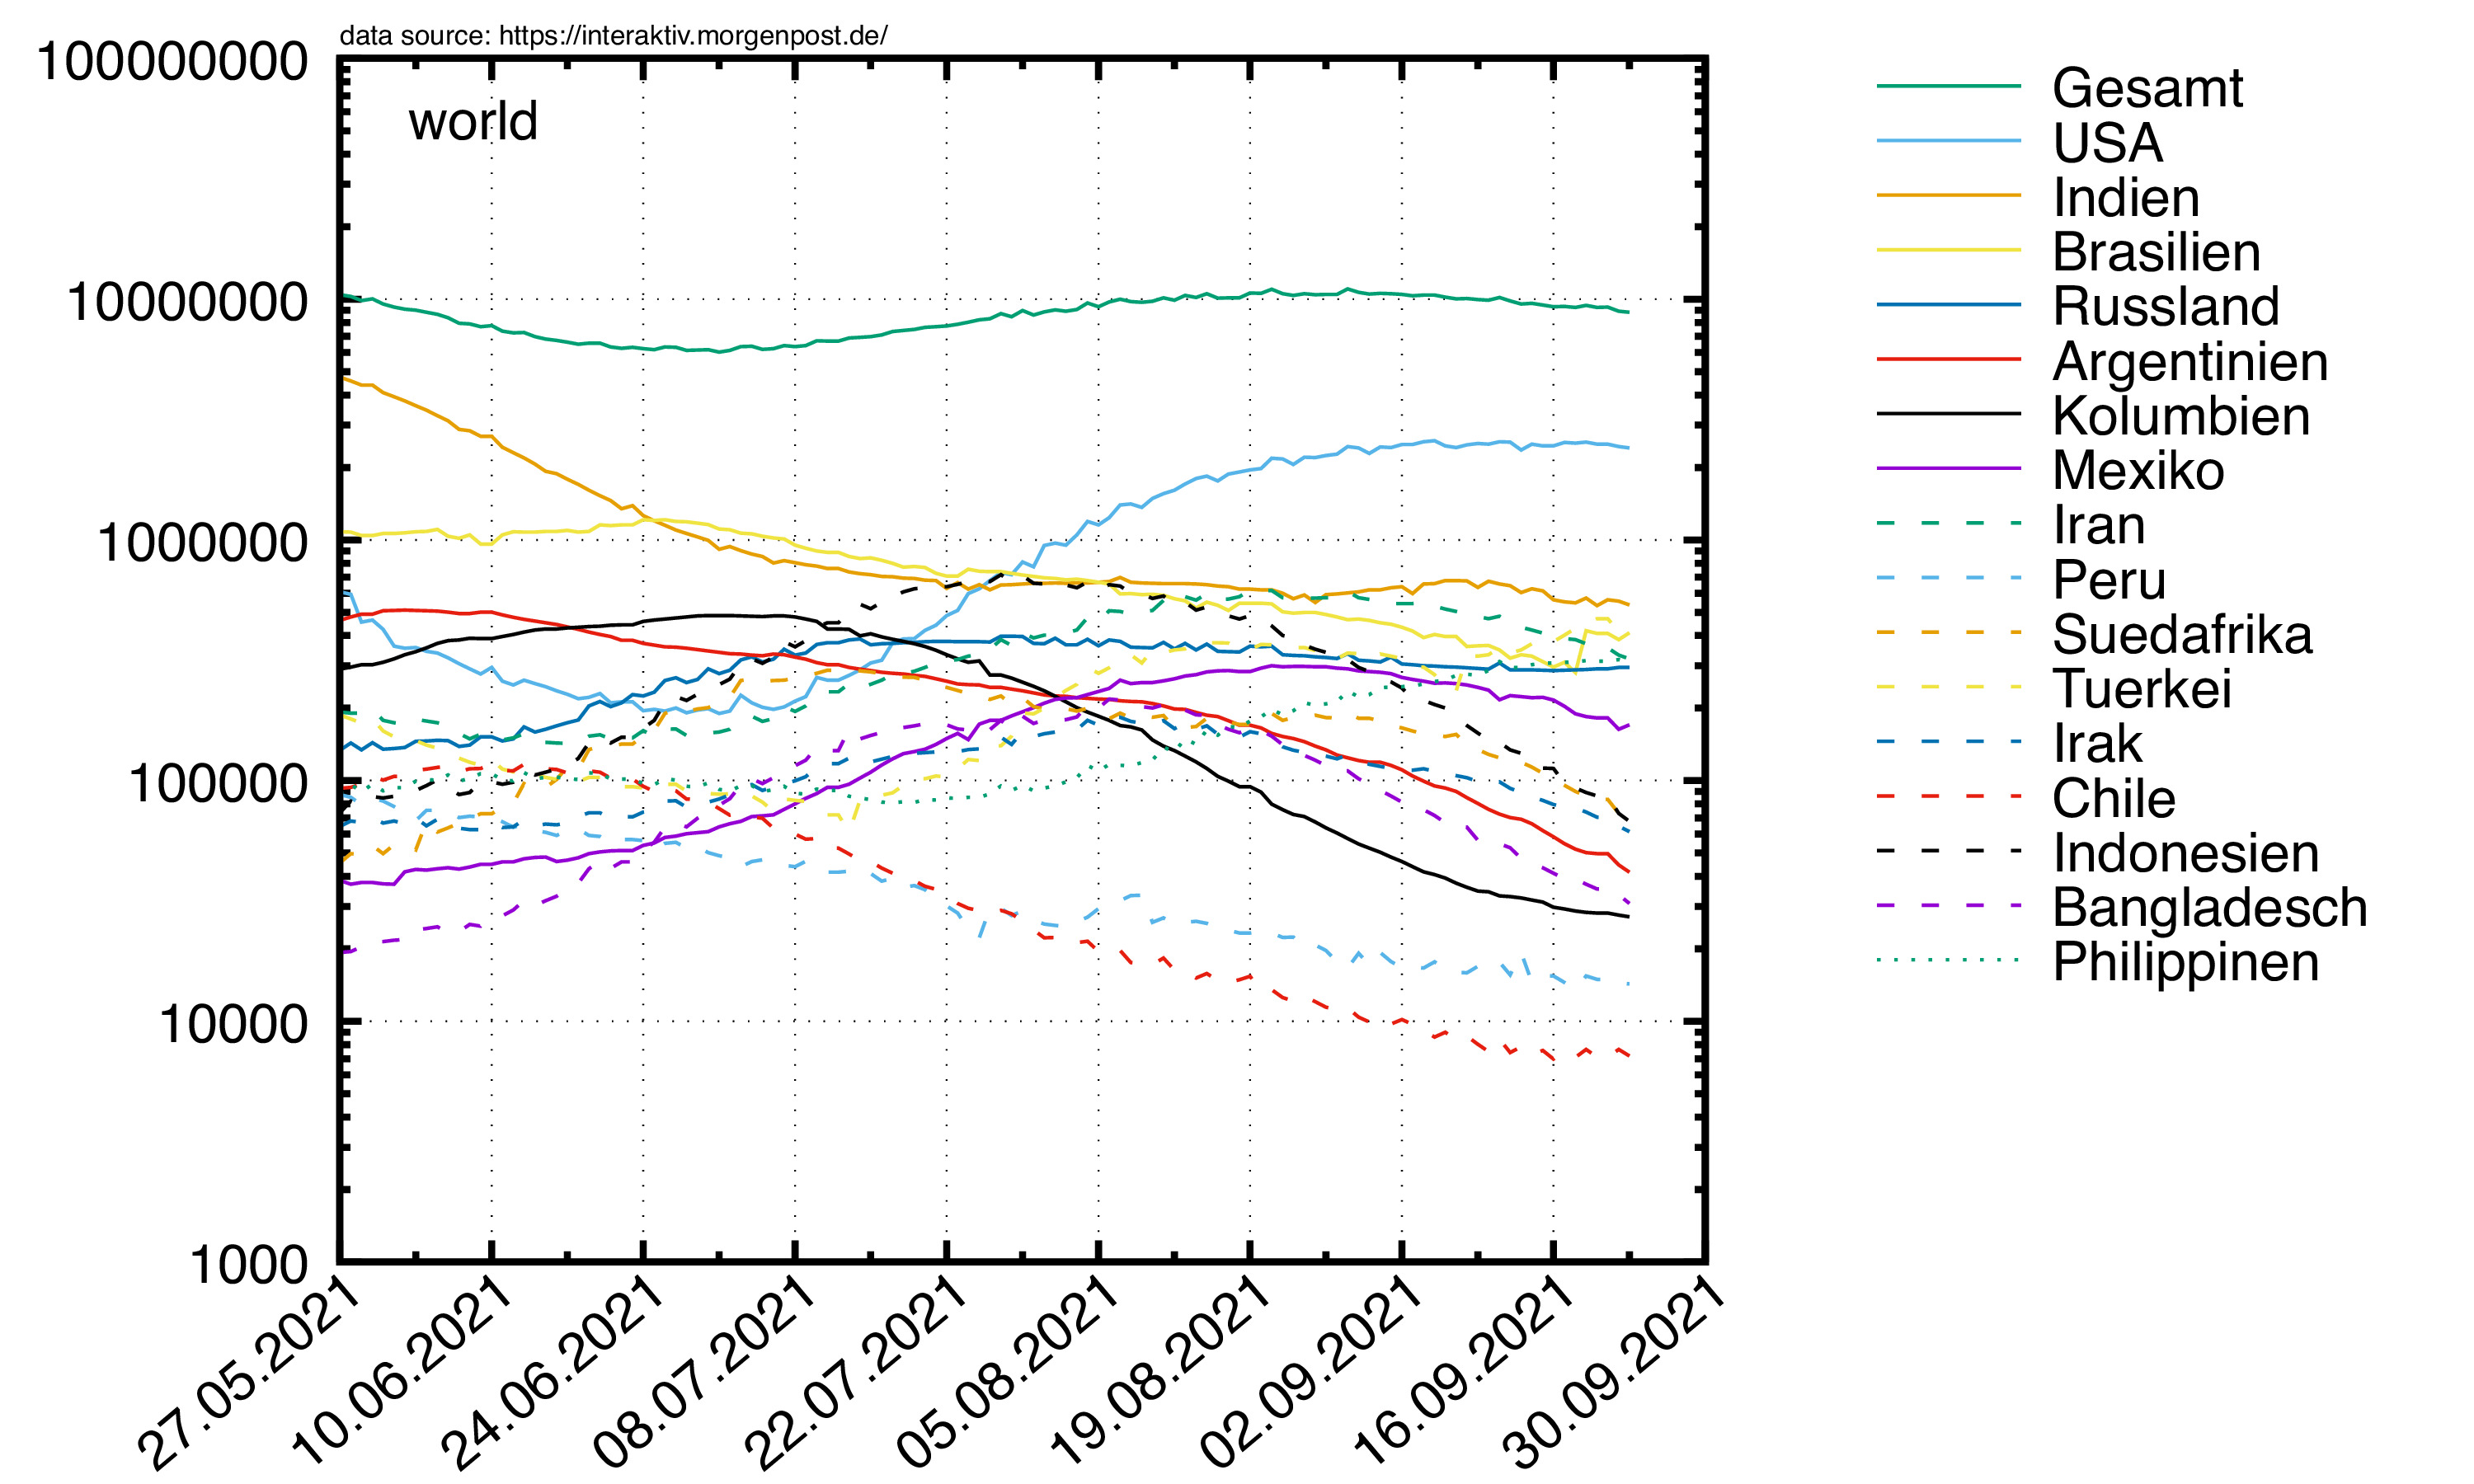 data source: https://interaktiv.morgenpost.de/
100000000
10000000
1000000
100000
10000
1000
world
27.05.2021
10.06.2021
24.06.2021
08.07.2021
22.07.2021
05.08.2021
19.08.2021
02.09.2021
16.09.2021
30.09.2021
Gesamt
USA
Indien
Brasilien
Russland
Argentinien
Kolumbien
Mexiko
Iran
Peru
Suedafrika
Tuerkei
Irak
Chile
Indonesien
Bangladesch
Philippinen